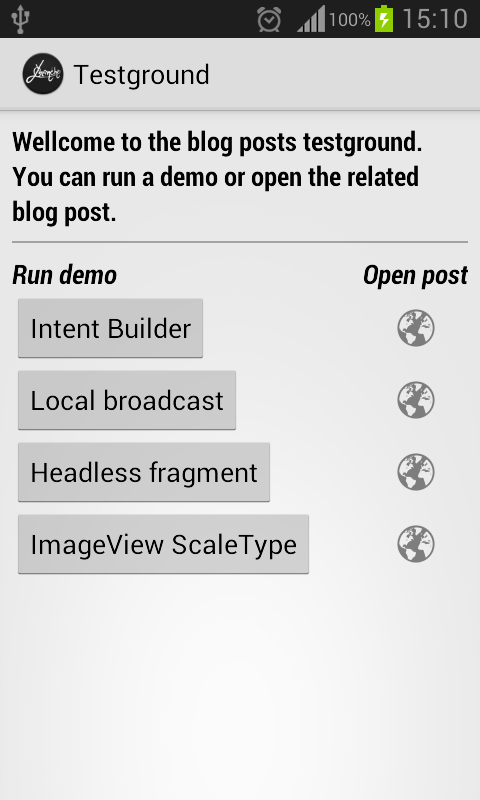 100% 15:10
Testground
Wellcome to the blog posts testground.
You can run a demo or open the related
blog post.
Run demo Open post
Intent Builder
Local broadcast
Headless fragment
ImageView ScaleType